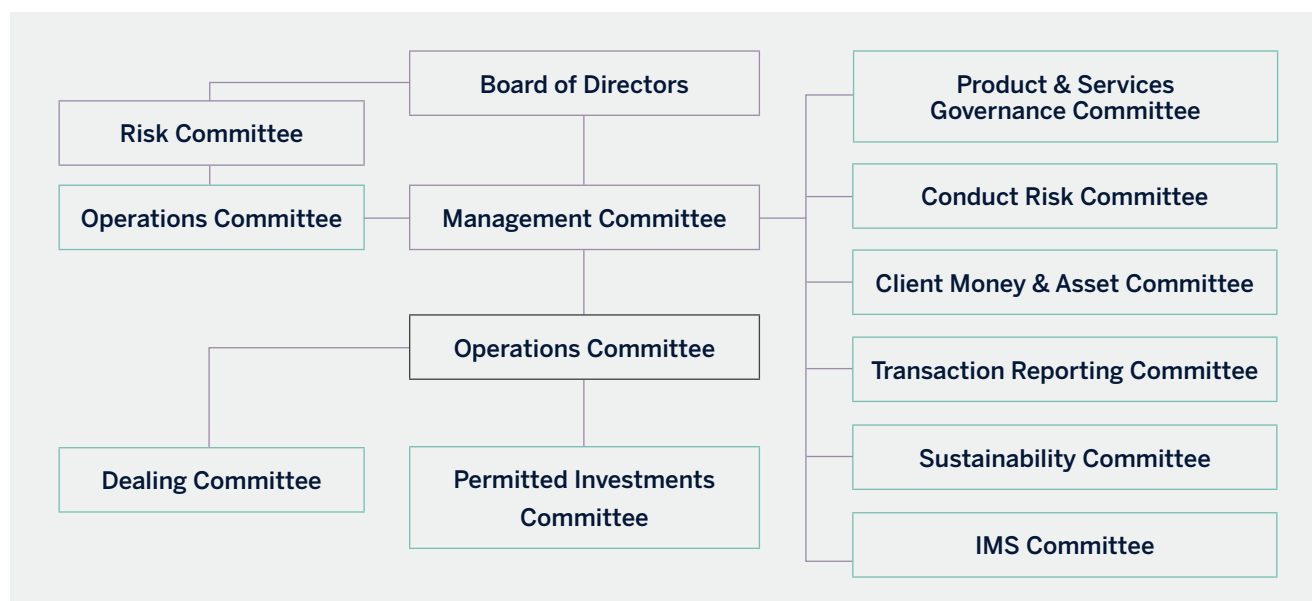 Board of Directors
Risk Committee
Operations Committee
Management Committee
Operations Committee
Dealing Committee
Permitted Investments
Committee
Product & Services
Governance Committee
Conduct Risk Committee
Client Money & Asset Committee
Transaction Reporting Committee
Sustainability Committee
IMS Committee